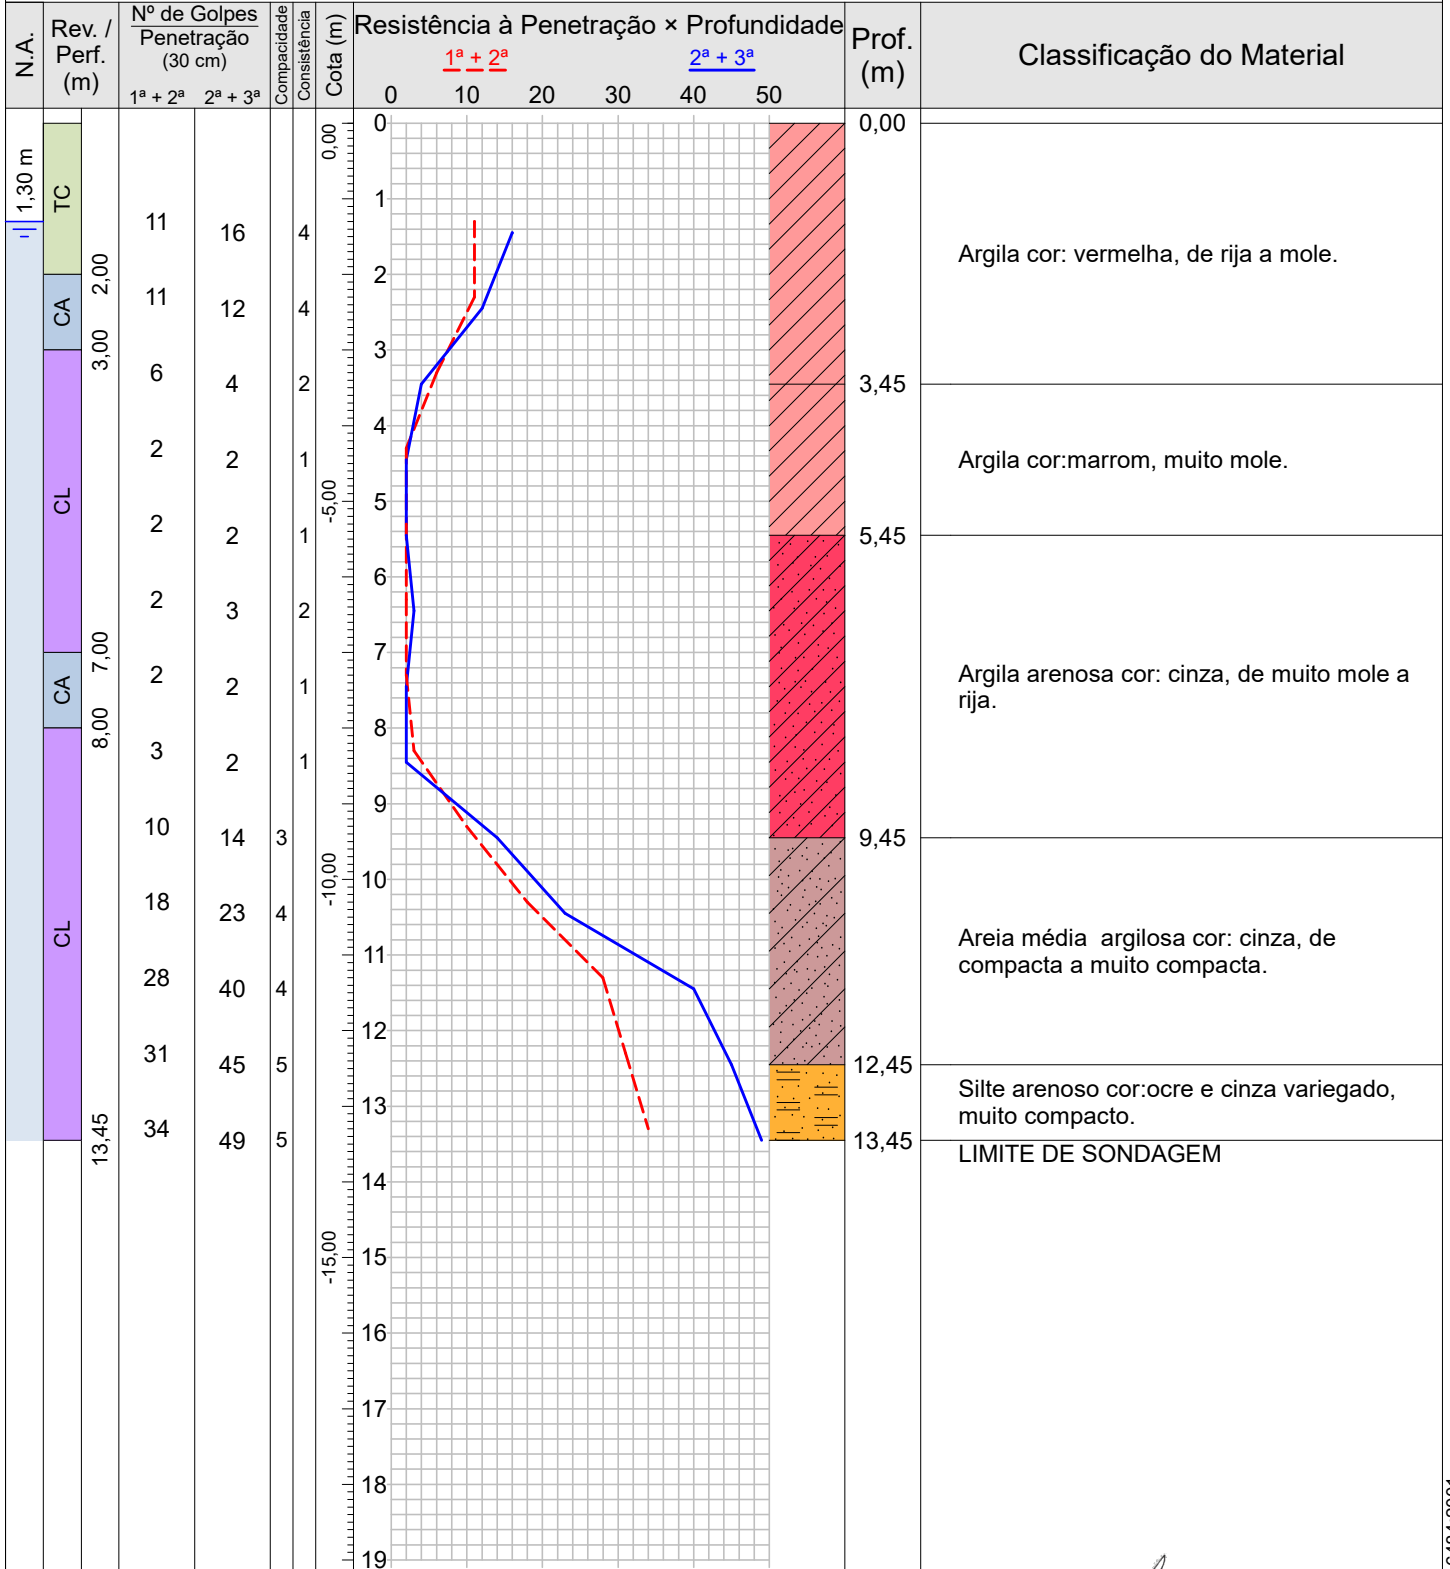 N.A.
Rev. /
Perf.
(m)
Nº de Golpes
Penetração
(30 cm)
1ª + 2ª 2ª + 3ª
Compacidade
Consistência
Cota (m)
Resistência à Penetração × Profundidade
1ª + 2ª 2ª + 3ª
0 10 20 30 40 50
Prof.
(m)
Classificação do Material
1,30 m
TC
2,00
CA
3,00
CL
7,00
CA
8,00
CL
13,45
11 16 4
11 12 4
6 4 2
2 2 1
2 2 1
2 3 2
2 2 1
3 2 1
10 14 3
18 23 4
28 40 4
31 45 5
34 49 5
0,00
-5,00
-10,00
-15,00
0
1
2
3
4
5
6
7
8
9
10
11
12
13
14
15
16
17
18
19
0,00
Argila cor: vermelha, de rija a mole.
3,45
Argila cor:marrom, muito mole.
5,45
Argila arenosa cor: cinza, de muito mole a
rija.
9,45
Areia média  argilosa cor: cinza, de
compacta a muito compacta.
12,45
Silte arenoso cor:ocre e cinza variegado,
muito compacto.
13,45
LIMITE DE SONDAGEM